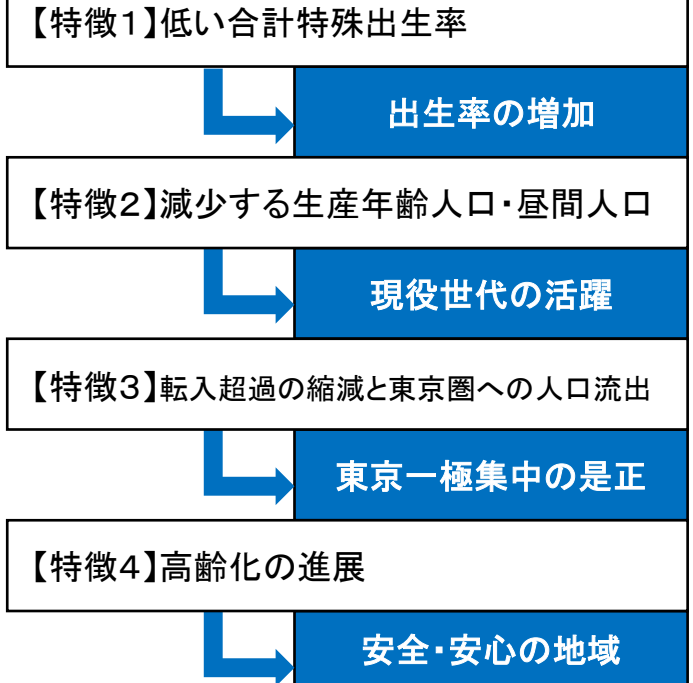 【特徴１】低い合計特殊出生率
出生率の増加
【特徴２】減少する生産年齢人口・昼間人口
現役世代の活躍
【特徴３】転入超過の縮減と東京圏への人口流出
東京一極集中の是正
【特徴４】高齢化の進展
安全・安心の地域